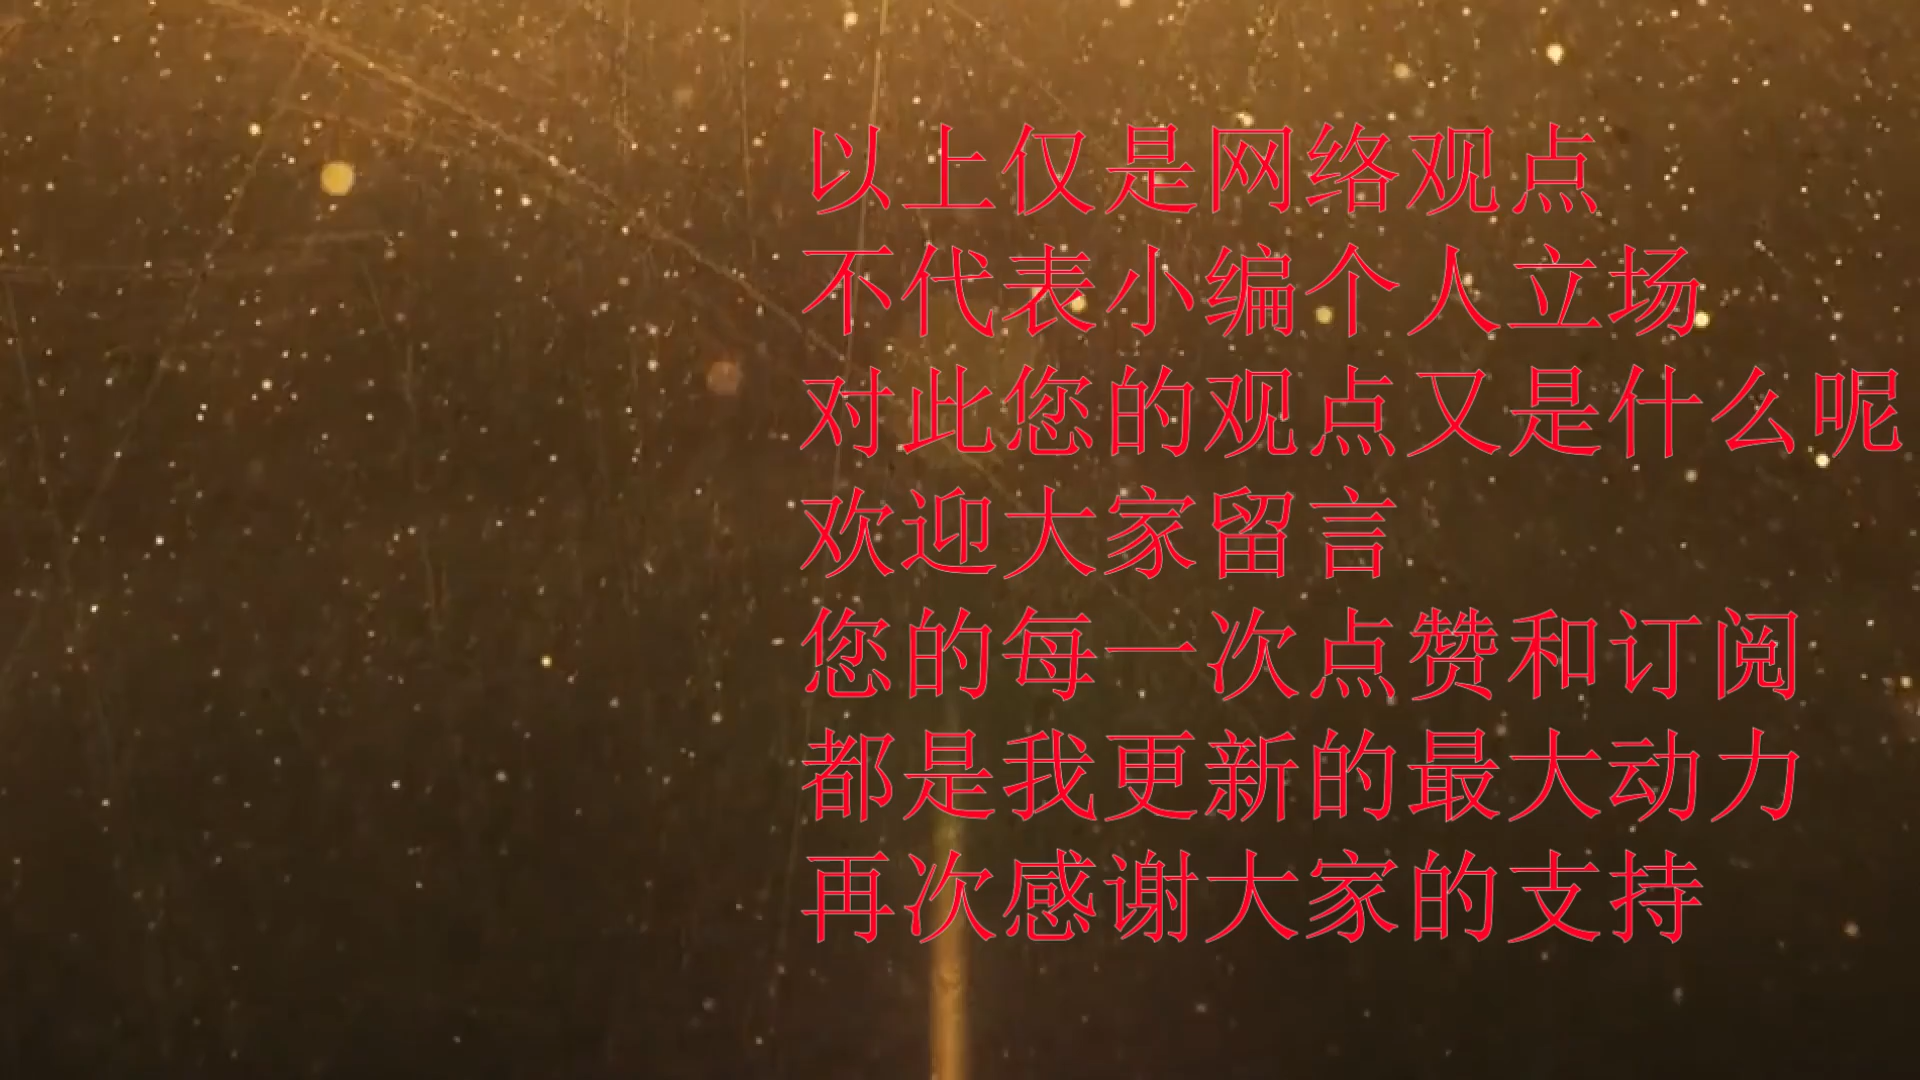 以上仅是网络观点
不代表小编个人立场
对此您的观点又是什么呢
欢迎大家留言
您的每一次点赞和订阅
都是我更新的最大动力
再次感谢大家的支持